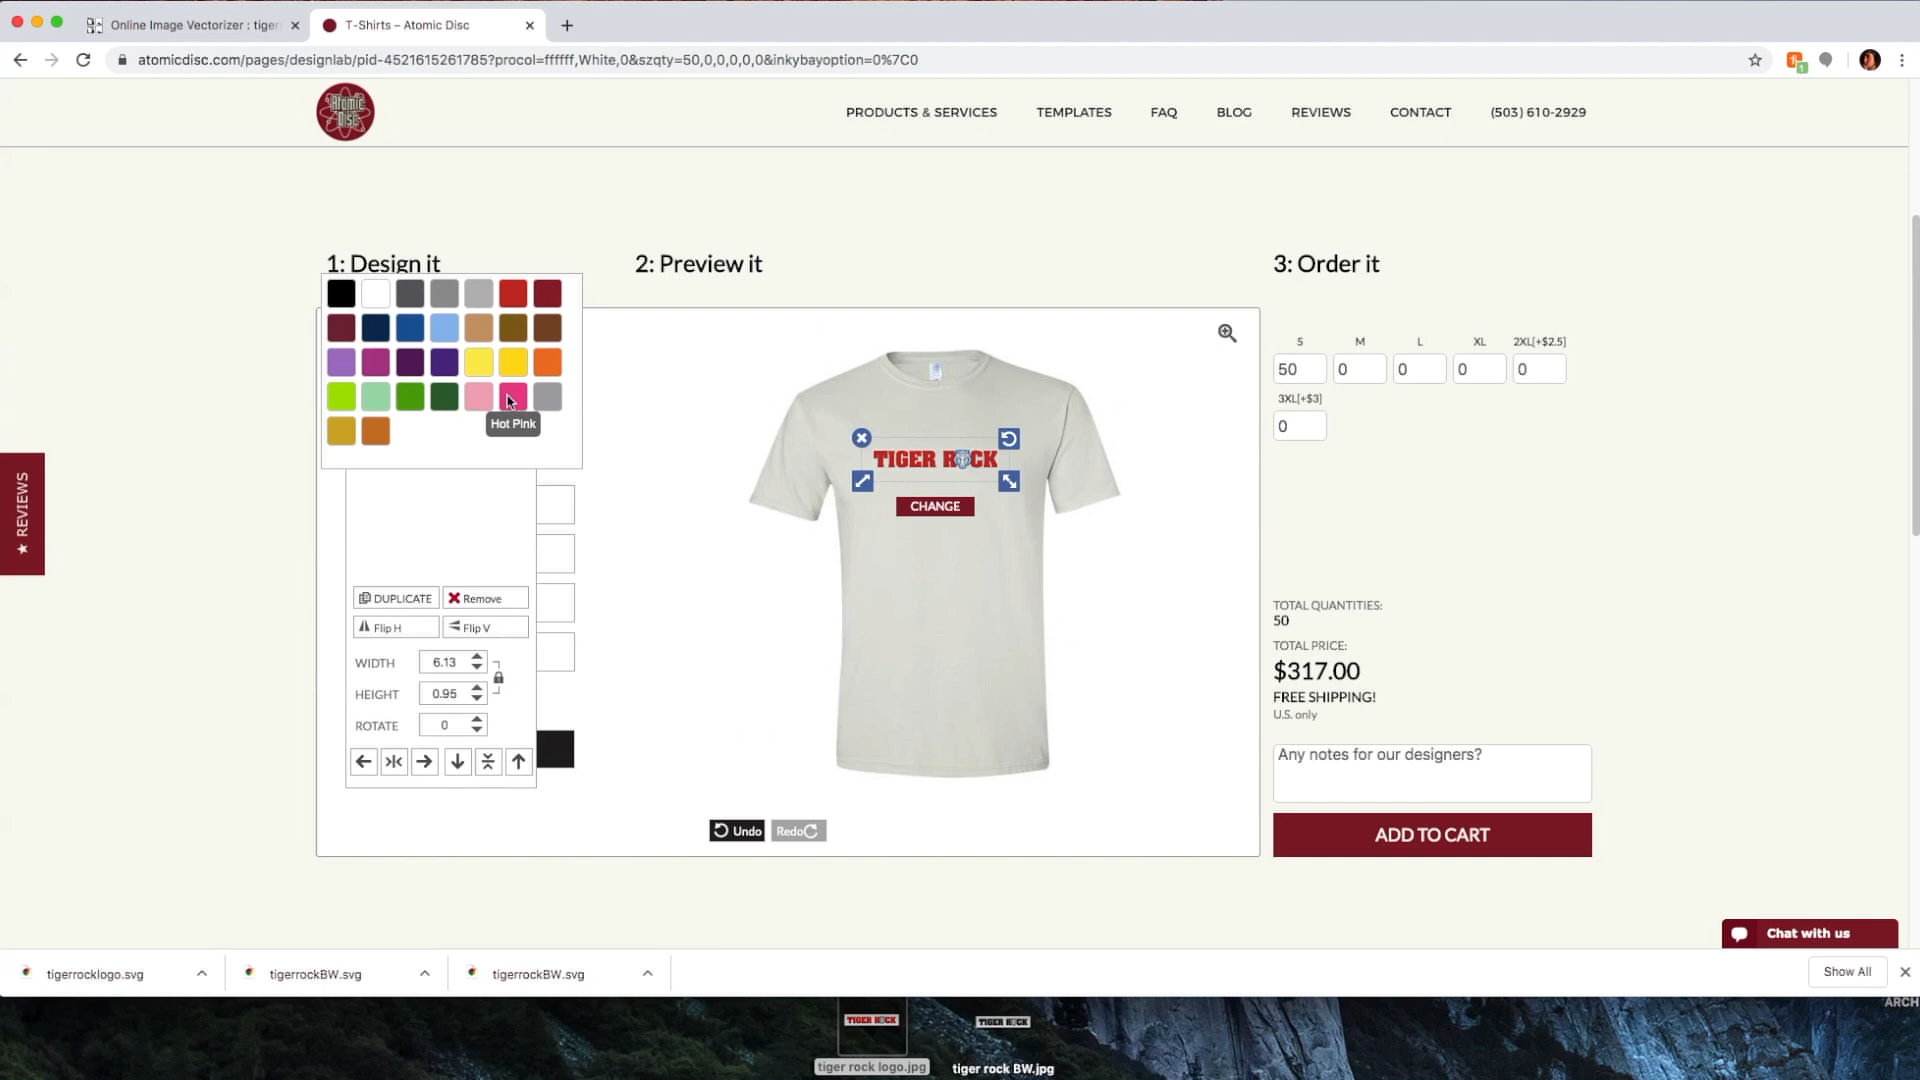 Online Image Vectorizer : tiger
T-Shirts – Atomic Disc
atomicdisc.com/pages/designlab/pid-4521615261785?procol=ffffff,White,0&szqty=50,0,0,0,0,0&inkybayoption=0%7C0
1
Atomic
Disc
PRODUCTS & SERVICES
TEMPLATES
FAQ
BLOG
REVIEWS
CONTACT
(503) 610-2929
1: Design it
2: Preview it
3: Order it
Hot Pink
S
M
L
XL
2XL[+$2.5]
50
0
0
0
0
3XL[+$3]
0
TIGER ROCK
CHANGE
★ REVIEWS
DUPLICATE
Remove
Flip H
Flip V
WIDTH
6.13
HEIGHT
0.95
ROTATE
0
Undo
Redo
TOTAL QUANTITIES:
50
TOTAL PRICE:
$317.00
FREE SHIPPING!
U.S. only
Any notes for our designers?
ADD TO CART
Chat with us
tigerrocklogo.svg
tigerrockBW.svg
tigerrockBW.svg
Show All
ARCH
TIGER ROCK
TIGER ROCK
tiger rock logo.jpg
tiger rock BW.jpg